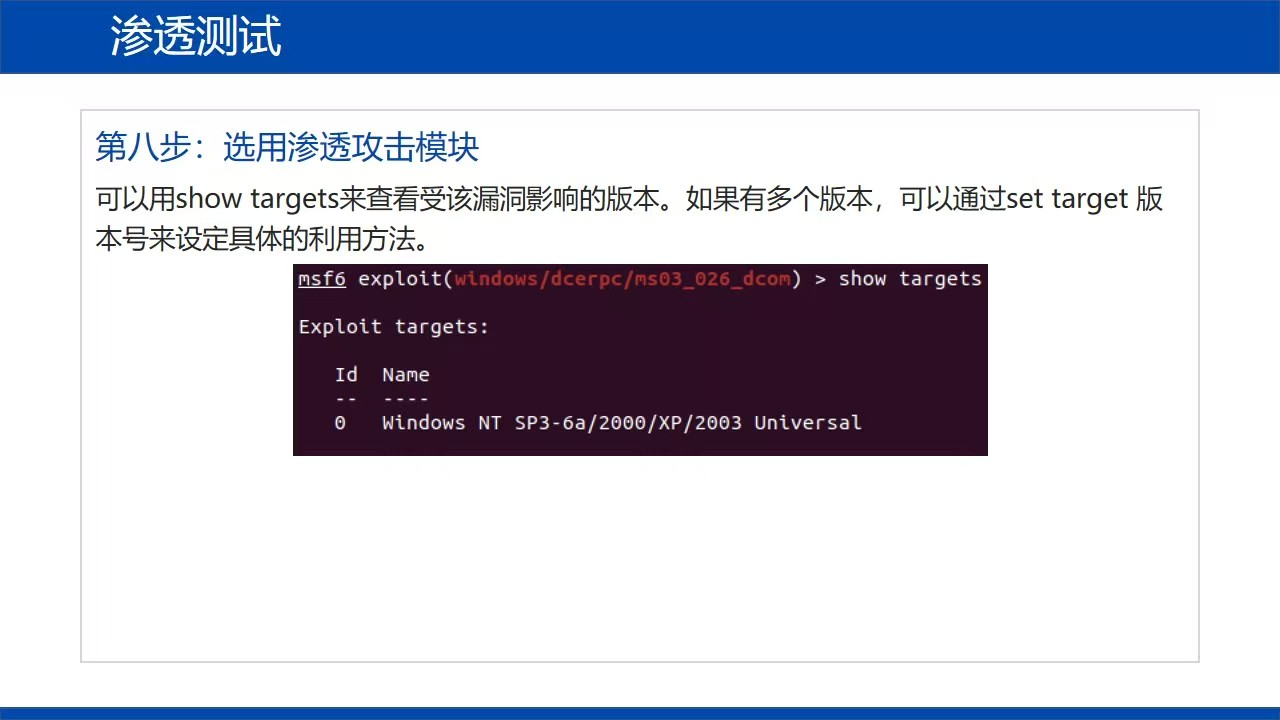 渗透测试
第八步：选用渗透攻击模块
可以用show targets来查看受该漏洞影响的版本。如果有多个版本，可以通过set target 版
本号来设定具体的利用方法。
msf6 exploit(windows/dcerpc/ms03_026_dcom) > show targets
Exploit targets:
Id  Name
--  ----
0   Windows NT SP3-6a/2000/XP/2003 Universal